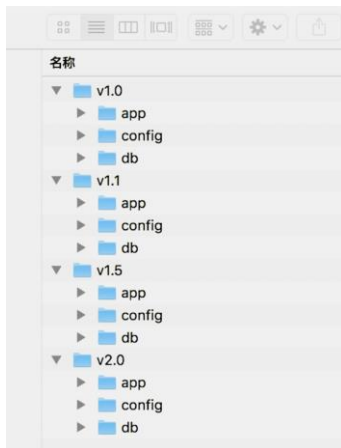 名称
v1.0
app
config
db
v1.1
app
config
db
v1.5
app
config
db
v2.0
app
config
db